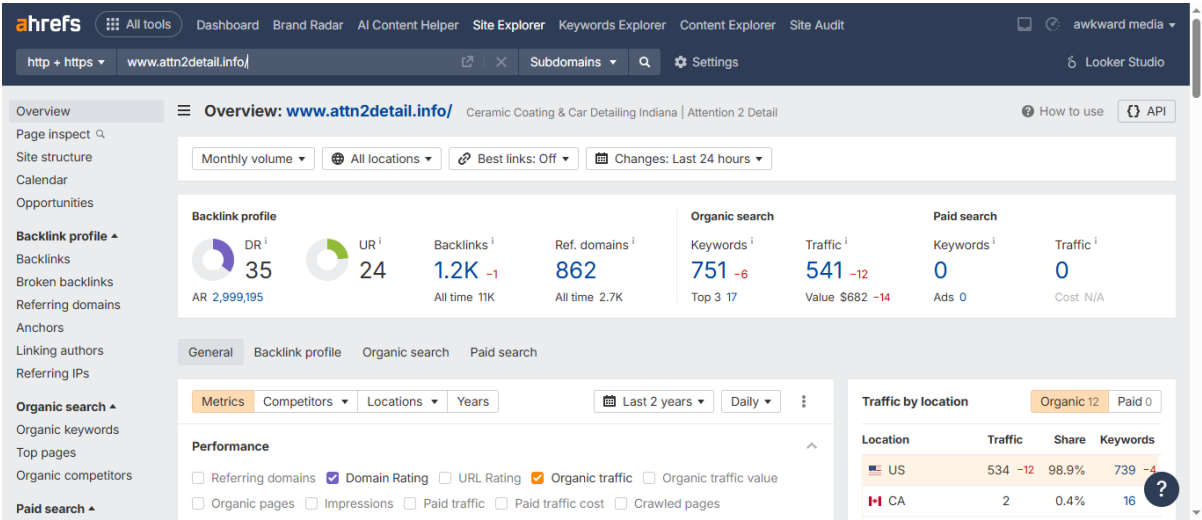 ahrefs All tools Dashboard Brand Radar AI Content Helper Site Explorer Keywords Explorer Content Explorer Site Audit awkward media
http + https www.attn2detail.info/ Subdomains Settings Looker Studio
Overview
Page inspect
Site structure
Calendar
Opportunities
Backlink profile
Backlinks
Broken backlinks
Referring domains
Anchors
Linking authors
Referring IPs
Organic search
Organic keywords
Top pages
Organic competitors
Paid search
Overview: www.attn2detail.info/ Ceramic Coating & Car Detailing Indiana | Attention 2 Detail How to use {} API
Monthly volume All locations Best links: Off Changes: Last 24 hours
Backlink profile Organic search Paid search
DR i UR i Backlinks i Ref. domains i Keywords i Traffic i Keywords i Traffic i
35 24 1.2K -1 862 751 -6 541 -12 0 0
AR 2,999,195 All time 11K All time 2.7K Top 3 17 Value $682 -14 Ads 0 Cost N/A
General Backlink profile Organic search Paid search
Metrics Competitors Locations Years Last 2 years Daily
Performance
Referring domains Domain Rating URL Rating Organic traffic Organic traffic value
Organic pages Impressions Paid traffic Paid traffic cost Crawled pages
Traffic by location Organic 12 Paid 0
Location Traffic Share Keywords
US 534 -12 98.9% 739 -4
CA 2 0.4% 16
?